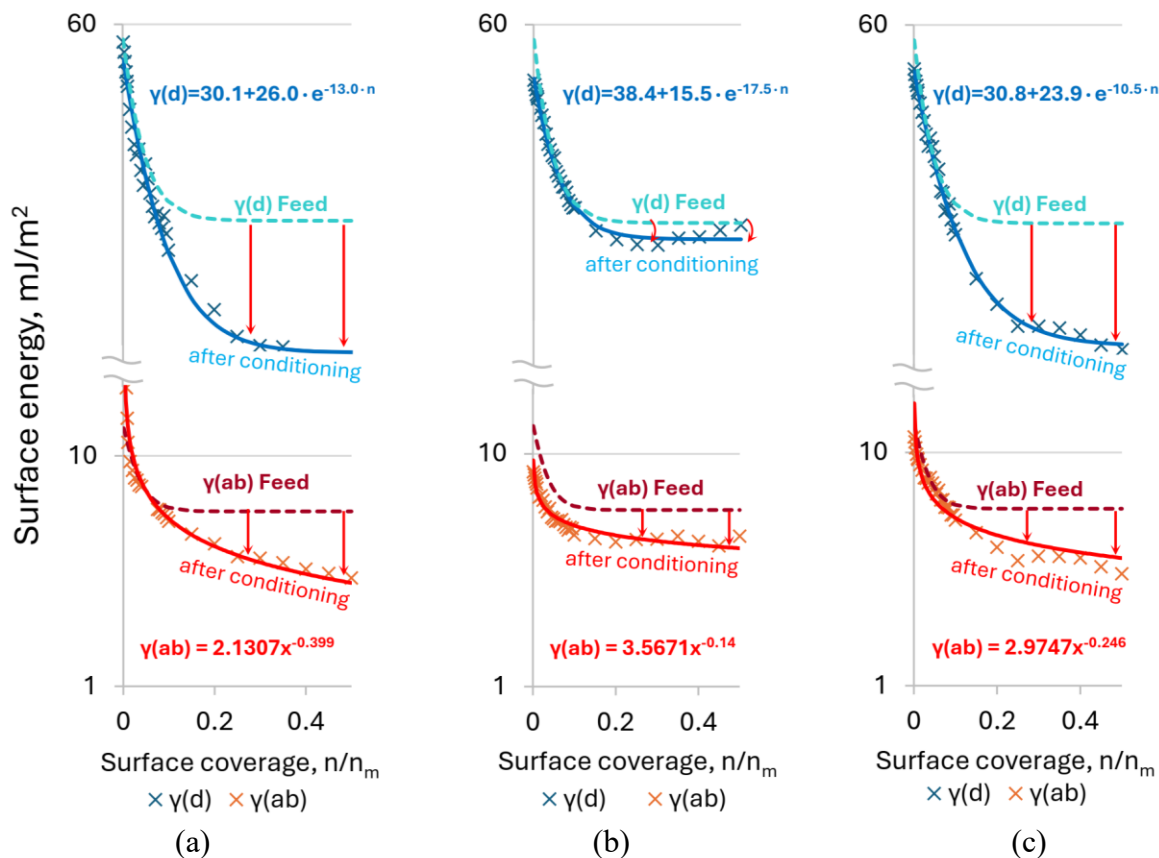 Surface energy, mJ/m²
60
γ(d)=30.1+26.0·e^-13.0·n
γ(d) Feed
after conditioning
10
γ(ab) Feed
after conditioning
γ(ab) = 2.1307x^-0.399
1
0 0.2 0.4
Surface coverage, n/nₘ
× γ(d) × γ(ab)
(a)
60
γ(d)=38.4+15.5·e^-17.5·n
γ(d) Feed
after conditioning
10
γ(ab) Feed
after conditioning
γ(ab) = 3.5671x^-0.14
1
0 0.2 0.4
Surface coverage, n/nₘ
× γ(d) × γ(ab)
(b)
60
γ(d)=30.8+23.9·e^-10.5·n
γ(d) Feed
after conditioning
10
γ(ab) Feed
after conditioning
γ(ab) = 2.9747x^-0.246
1
0 0.2 0.4
Surface coverage, n/nₘ
× γ(d) × γ(ab)
(c)